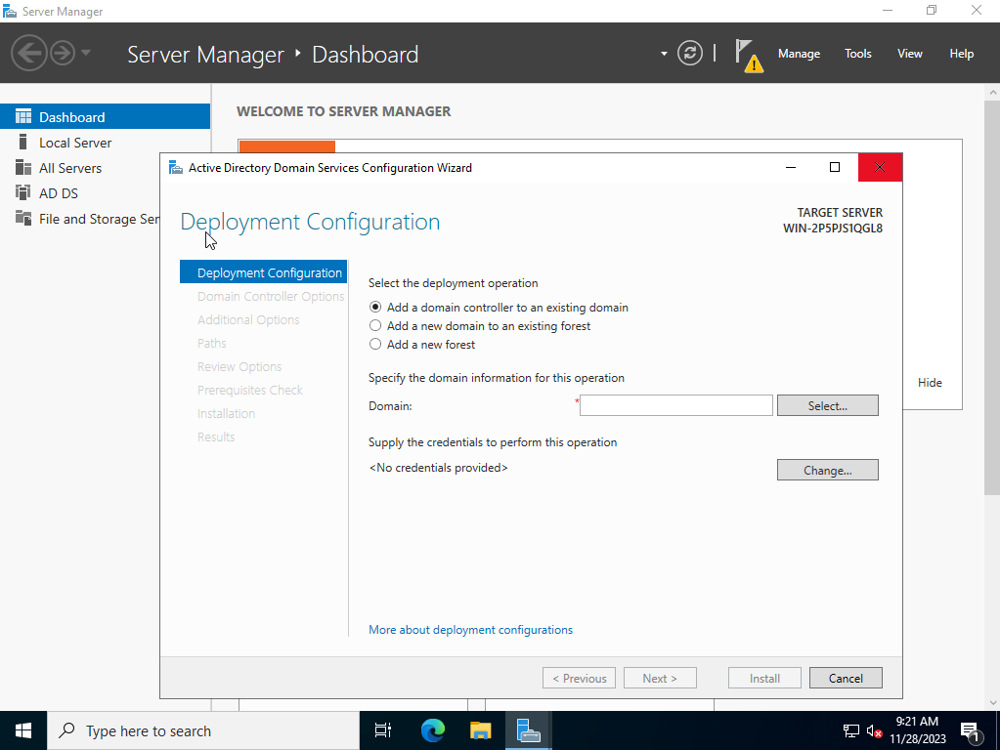 Server Manager
Server Manager ‣ Dashboard
Manage Tools View Help
Dashboard
Local Server
All Servers
AD DS
File and Storage Ser
WELCOME TO SERVER MANAGER
Hide
Active Directory Domain Services Configuration Wizard
Deployment Configuration
TARGET SERVER
WIN-2P5PJS1QGL8
Deployment Configuration
Domain Controller Options
Additional Options
Paths
Review Options
Prerequisites Check
Installation
Results
Select the deployment operation
Add a domain controller to an existing domain
Add a new domain to an existing forest
Add a new forest
Specify the domain information for this operation
Domain: * Select...
Supply the credentials to perform this operation
<No credentials provided> Change...
More about deployment configurations
< Previous Next > Install Cancel
Type here to search
9:21 AM
11/28/2023
1